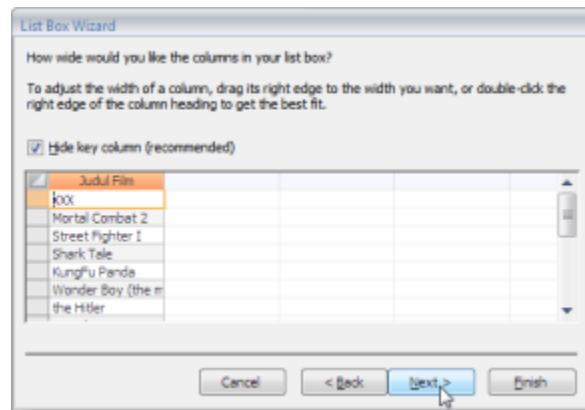 List Box Wizard
How wide would you like the columns in your list box?
To adjust the width of a column, drag its right edge to the width you want, or double-click the
right edge of the column heading to get the best fit.
Hide key column (recommended)
Judul Film
xxx
Mortal Combat 2
Street Fighter I
Shark Tale
KungFu Panda
Wonder Boy (the m
the Hitler
Cancel
< Back
Next >
Finish